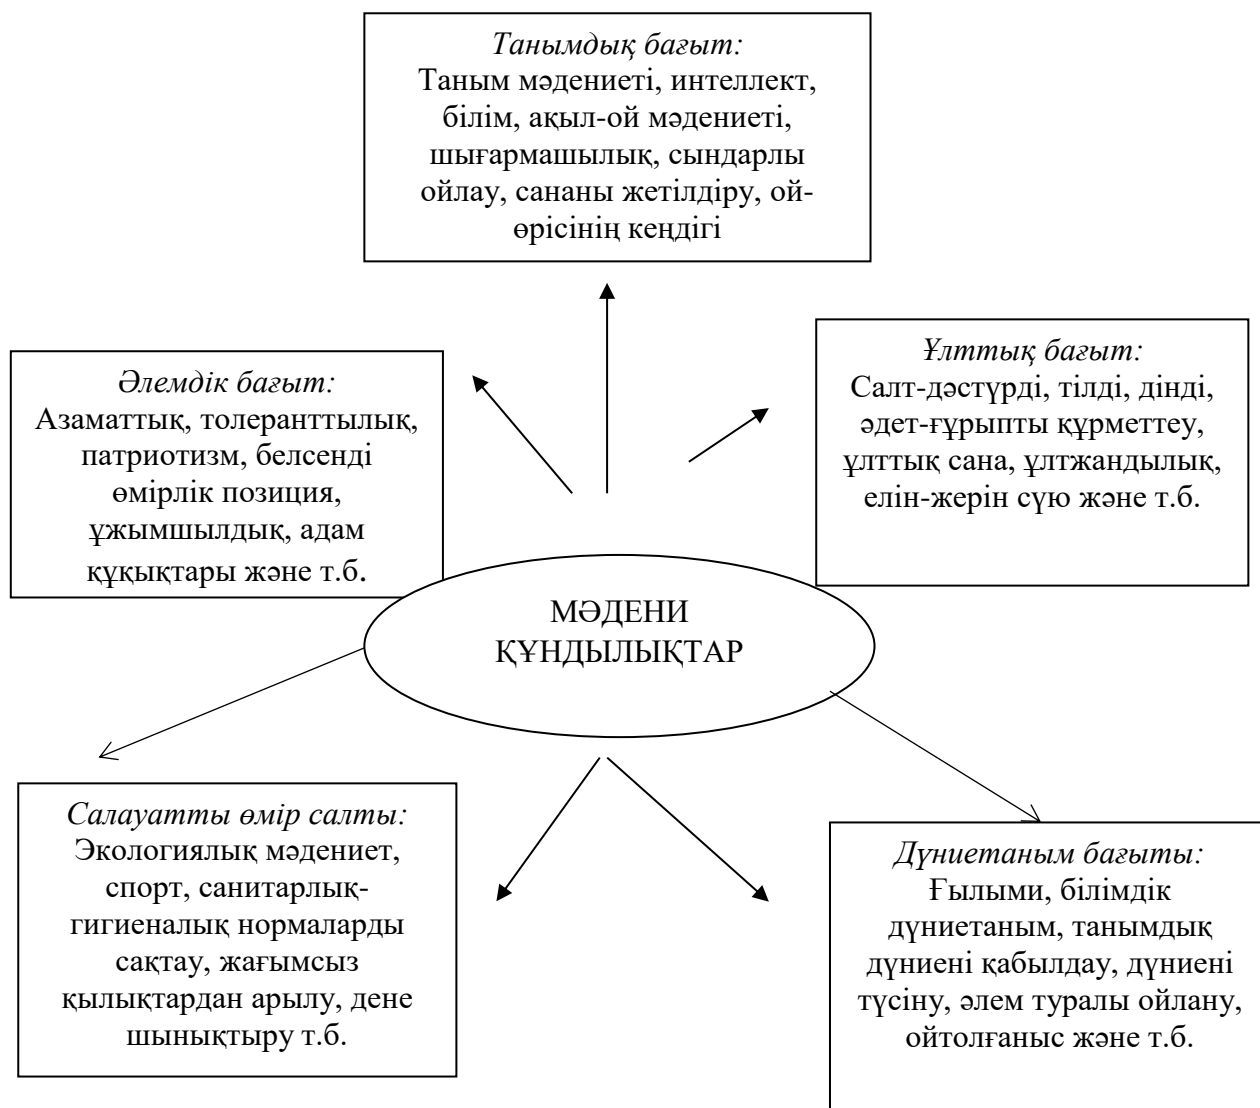 Танымдық бағыт:
Таным мәдениеті, интеллект,
білім, ақыл-ой мәдениеті,
шығармашылық, сындарлы
ойлау, сананы жетілдіру, ой-
өрісінің кеңдігі
Әлемдік бағыт:
Азаматтық, толеранттылық,
патриотизм, белсенді
өмірлік позиция,
ұжымшылдық, адам
құқықтары және т.б.
Ұлттық бағыт:
Салт-дәстүрді, тілді, дінді,
әдет-ғұрыпты құрметтеу,
ұлттық сана, ұлтжандылық,
елін-жерін сүю және т.б.
МӘДЕНИ
ҚҰНДЫЛЫҚТАР
Салауатты өмір салты:
Экологиялық мәдениет,
спорт, санитарлық-
гигиеналық нормаларды
сақтау, жағымсыз
қылықтардан арылу, дене
шынықтыру т.б.
Дүниетаным бағыты:
Ғылыми, білімдік
дүниетаным, танымдық
дүниені қабылдау, дүниені
түсіну, әлем туралы ойлану,
ойтолғаныс және т.б.